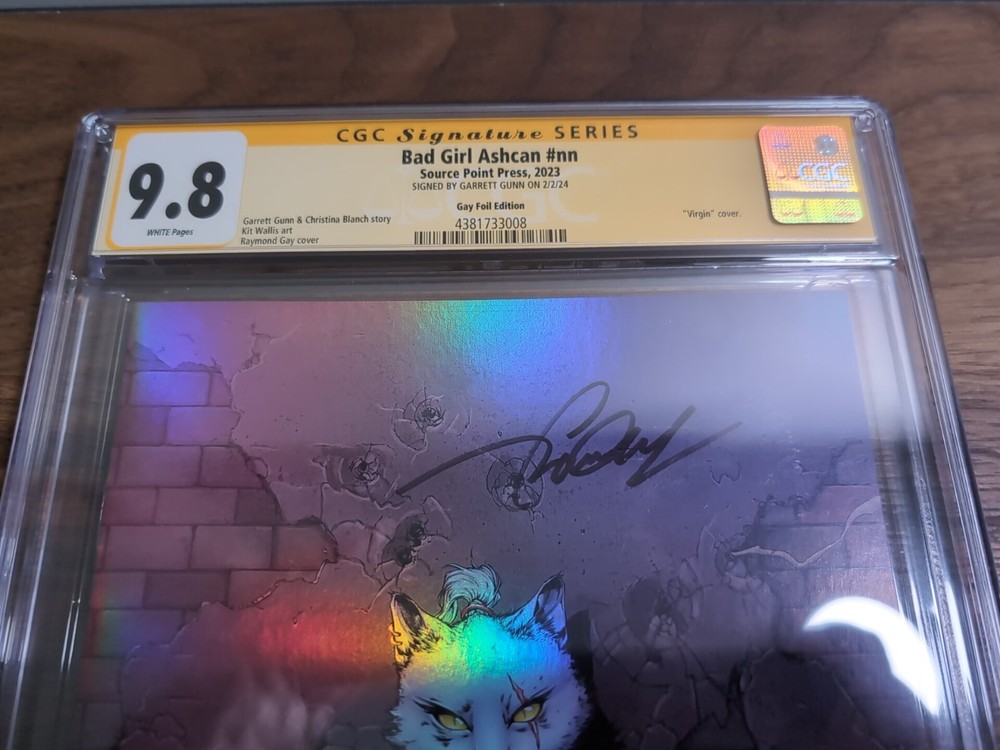 CGC Signature SERIES
9.8
WHITE Pages
Bad Girl Ashcan #nn
Source Point Press, 2023
SIGNED BY GARRETT GUNN ON 2/2/24
Gay Foil Edition
4381733008
Garrett Gunn & Christina Blanch story
Kit Wallis art
Raymond Gay cover
"Virgin" cover.
CGC